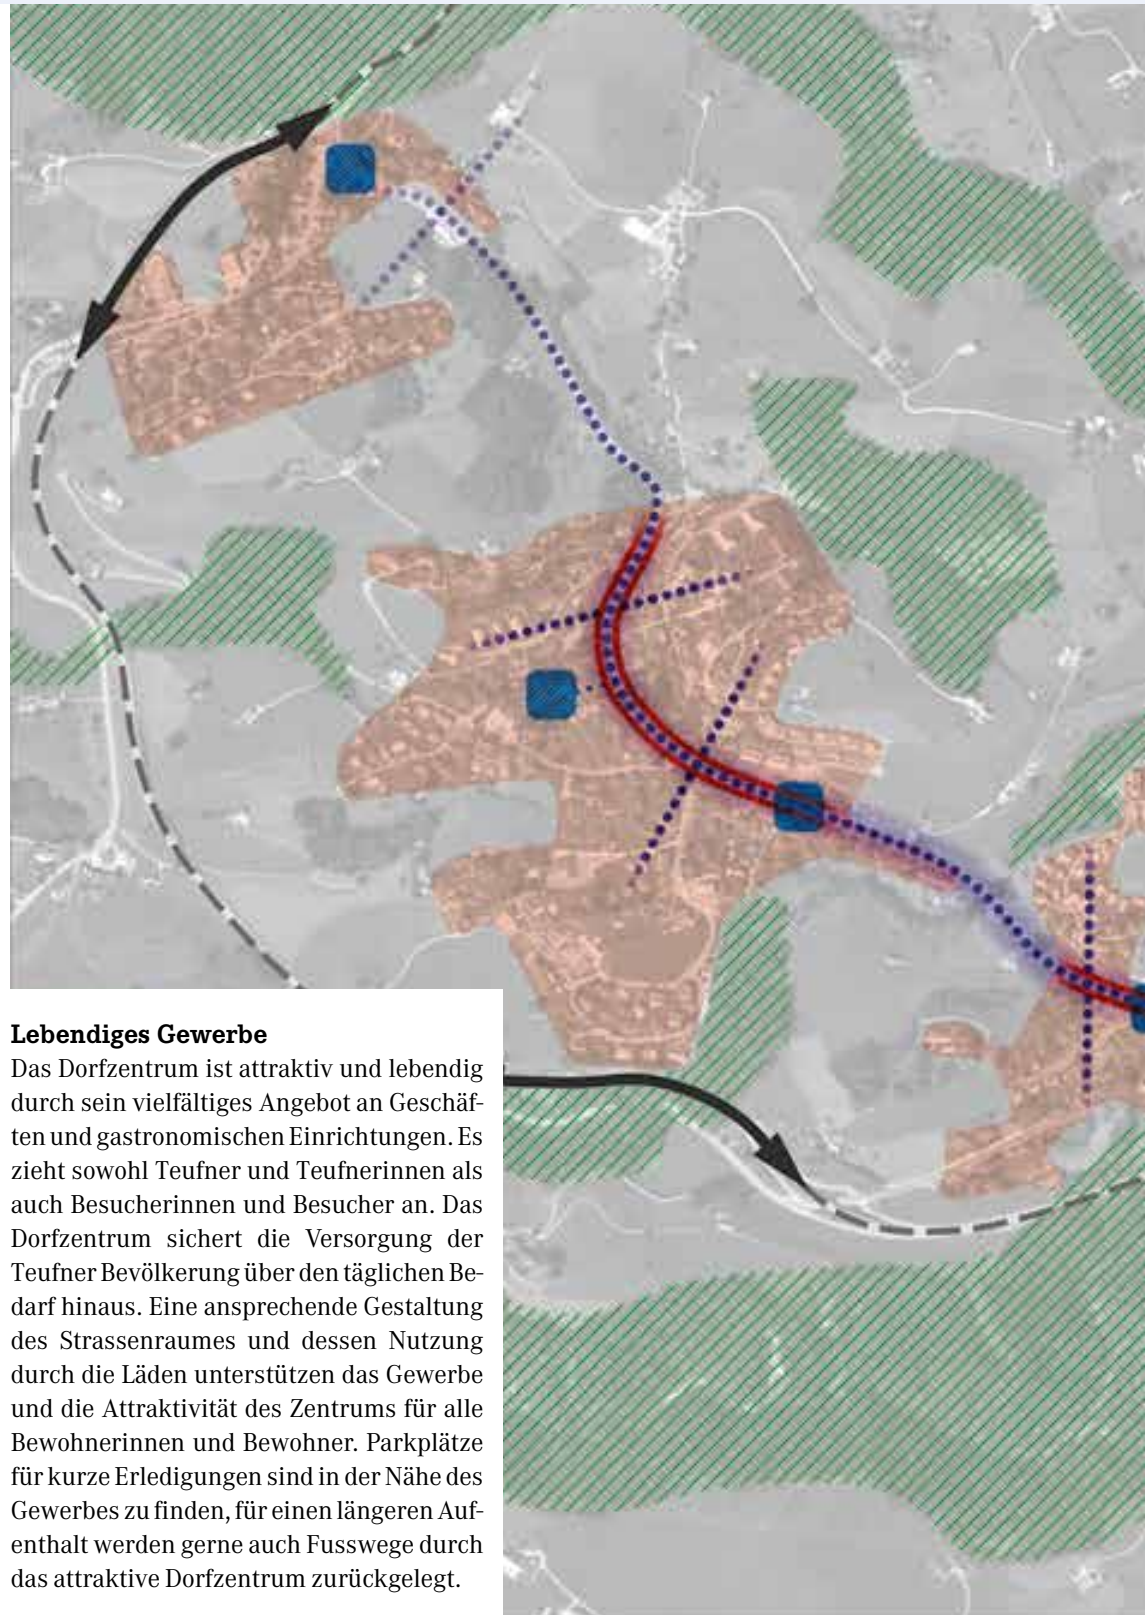 Lebendiges Gewerbe
Das Dorfzentrum ist attraktiv und lebendig
durch sein vielfältiges Angebot an Geschäf-
ten und gastronomischen Einrichtungen. Es
zieht sowohl Teufner und Teufnerinnen als
auch Besucherinnen und Besucher an. Das
Dorfzentrum sichert die Versorgung der
Teufner Bevölkerung über den täglichen Be-
darf hinaus. Eine ansprechende Gestaltung
des Strassenraumes und dessen Nutzung
durch die Läden unterstützen das Gewerbe
und die Attraktivität des Zentrums für alle
Bewohnerinnen und Bewohner. Parkplätze
für kurze Erledigungen sind in der Nähe des
Gewerbes zu finden, für einen längeren Auf-
enthalt werden gerne auch Fusswege durch
das attraktive Dorfzentrum zurückgelegt.